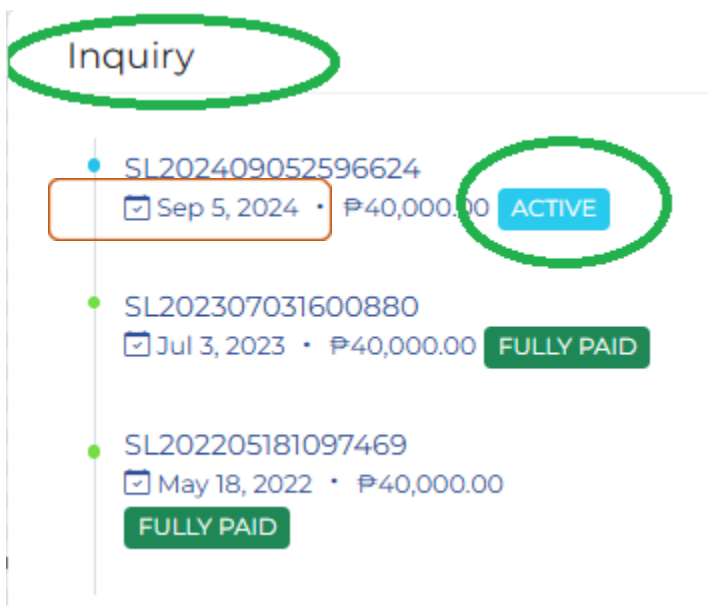 Inquiry
SL202409052596624
Sep 5, 2024 • ₱40,000.00 ACTIVE
SL202307031600880
Jul 3, 2023 • ₱40,000.00 FULLY PAID
SL202205181097469
May 18, 2022 • ₱40,000.00
FULLY PAID